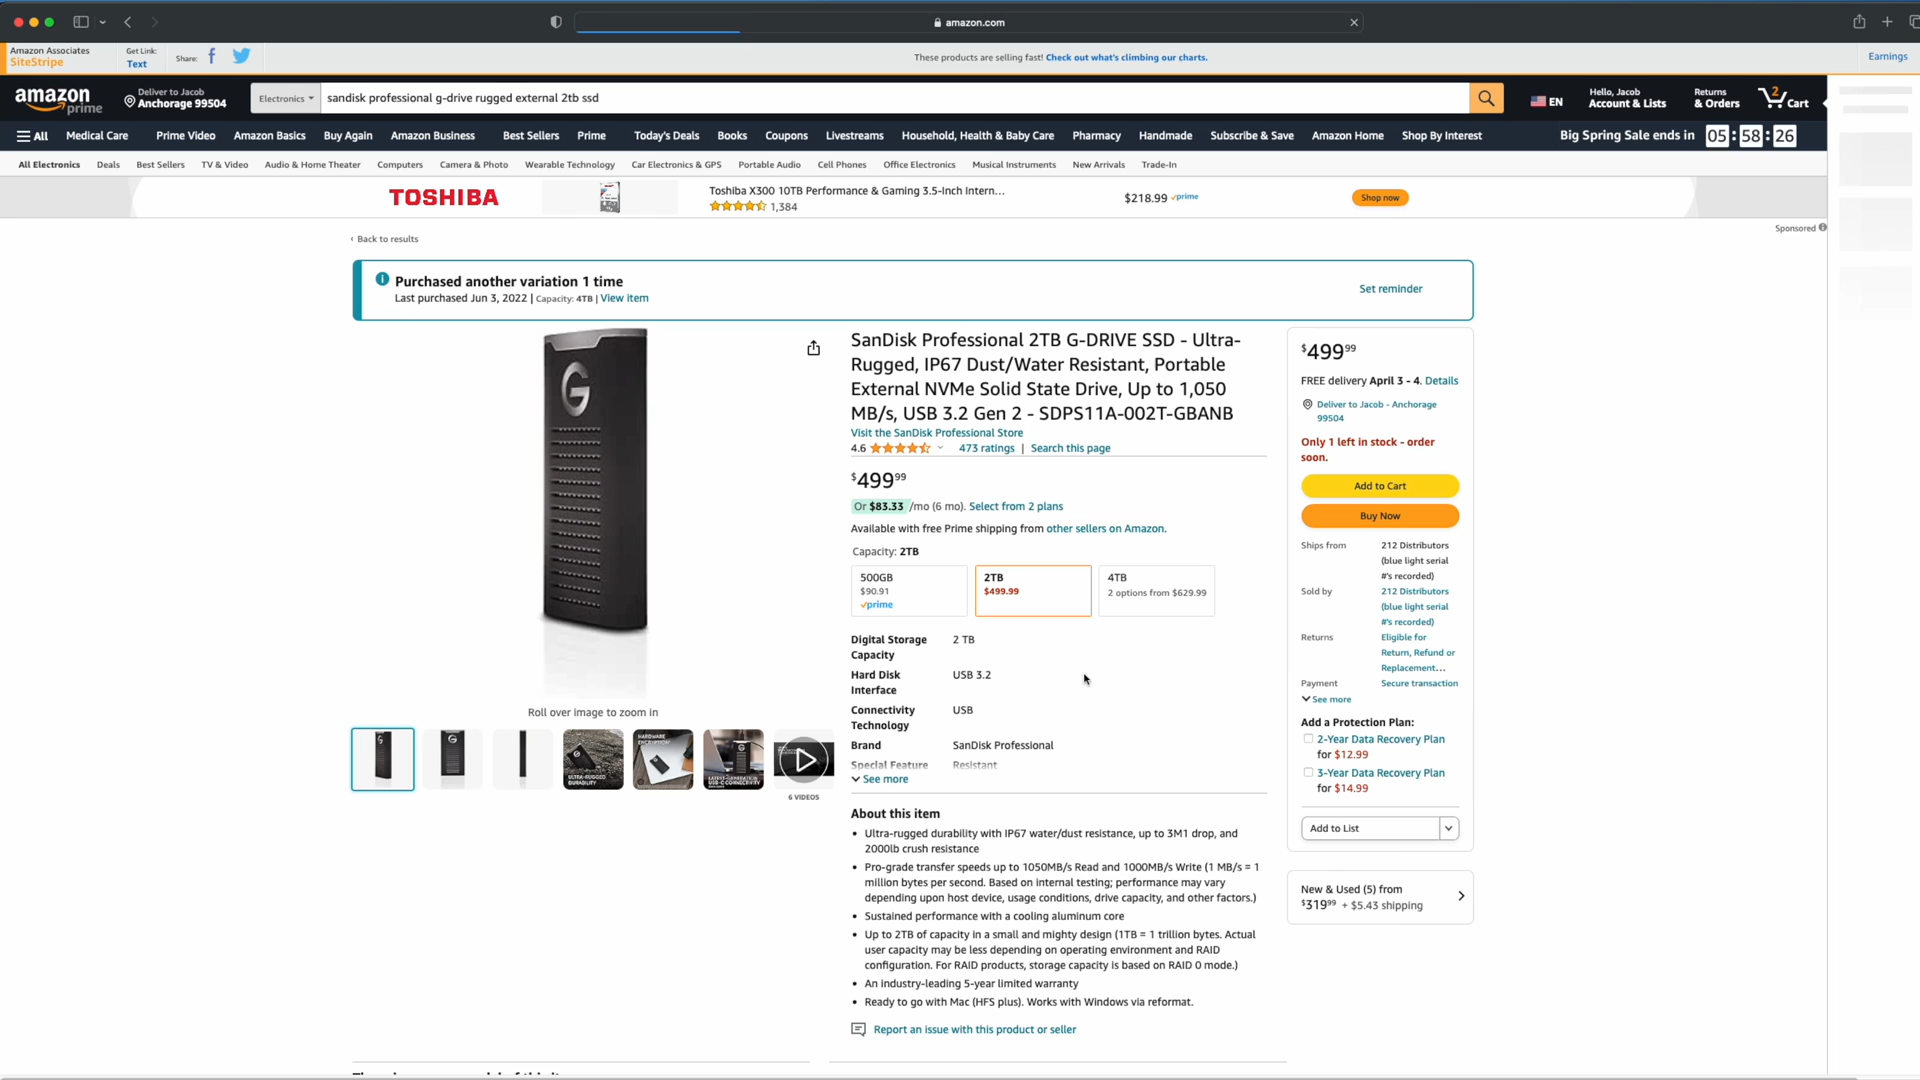 amazon.com
Amazon Associates
SiteStripe
Get Link:
Text
Share:
These products are selling fast! Check out what's climbing our charts.
Earnings
amazon prime
Deliver to Jacob
Anchorage 99504
Electronics
sandisk professional g-drive rugged external 2tb ssd
EN
Hello, Jacob
Account & Lists
Returns
& Orders
2
Cart
All Medical Care Prime Video Amazon Basics Buy Again Amazon Business Best Sellers Prime Today's Deals Books Coupons Livestreams Household, Health & Baby Care Pharmacy Handmade Subscribe & Save Amazon Home Shop By Interest
Big Spring Sale ends in 05 : 58 : 26
All Electronics Deals Best Sellers TV & Video Audio & Home Theater Computers Camera & Photo Wearable Technology Car Electronics & GPS Portable Audio Cell Phones Office Electronics Musical Instruments New Arrivals Trade-In
TOSHIBA
Toshiba X300 10TB Performance & Gaming 3.5-Inch Intern...
1,384
$218.99 prime
Shop now
Sponsored
‹ Back to results
Purchased another variation 1 time
Last purchased Jun 3, 2022 | Capacity: 4TB | View item
Set reminder
G
Roll over image to zoom in
ULTRA-RUGGED
DURABILITY
HARDWARE
ENCRYPTION
LATEST-GENERATION
USB-C CONNECTIVITY
6 VIDEOS
SanDisk Professional 2TB G-DRIVE SSD - Ultra-
Rugged, IP67 Dust/Water Resistant, Portable
External NVMe Solid State Drive, Up to 1,050
MB/s, USB 3.2 Gen 2 - SDPS11A-002T-GBANB
Visit the SanDisk Professional Store
4.6
473 ratings | Search this page
$499 99
Or $83.33 /mo (6 mo). Select from 2 plans
Available with free Prime shipping from other sellers on Amazon.
Capacity: 2TB
500GB
$90.91
prime
2TB
$499.99
4TB
2 options from $629.99
Digital Storage
Capacity
2 TB
Hard Disk
Interface
USB 3.2
Connectivity
Technology
USB
Brand
SanDisk Professional
Special Feature
Resistant
See more
About this item
• Ultra-rugged durability with IP67 water/dust resistance, up to 3M1 drop, and
2000lb crush resistance
• Pro-grade transfer speeds up to 1050MB/s Read and 1000MB/s Write (1 MB/s = 1
million bytes per second. Based on internal testing; performance may vary
depending upon host device, usage conditions, drive capacity, and other factors.)
• Sustained performance with a cooling aluminum core
• Up to 2TB of capacity in a small and mighty design (1TB = 1 trillion bytes. Actual
user capacity may be less depending on operating environment and RAID
configuration. For RAID products, storage capacity is based on RAID 0 mode.)
• An industry-leading 5-year limited warranty
• Ready to go with Mac (HFS plus). Works with Windows via reformat.
Report an issue with this product or seller
$499 99
FREE delivery April 3 - 4. Details
Deliver to Jacob - Anchorage
99504
Only 1 left in stock - order
soon.
Add to Cart
Buy Now
Ships from
212 Distributors
(blue light serial
#'s recorded)
Sold by
212 Distributors
(blue light serial
#'s recorded)
Returns
Eligible for
Return, Refund or
Replacement...
Payment
Secure transaction
See more
Add a Protection Plan:
2-Year Data Recovery Plan
for $12.99
3-Year Data Recovery Plan
for $14.99
Add to List
New & Used (5) from
$319 99 + $5.43 shipping